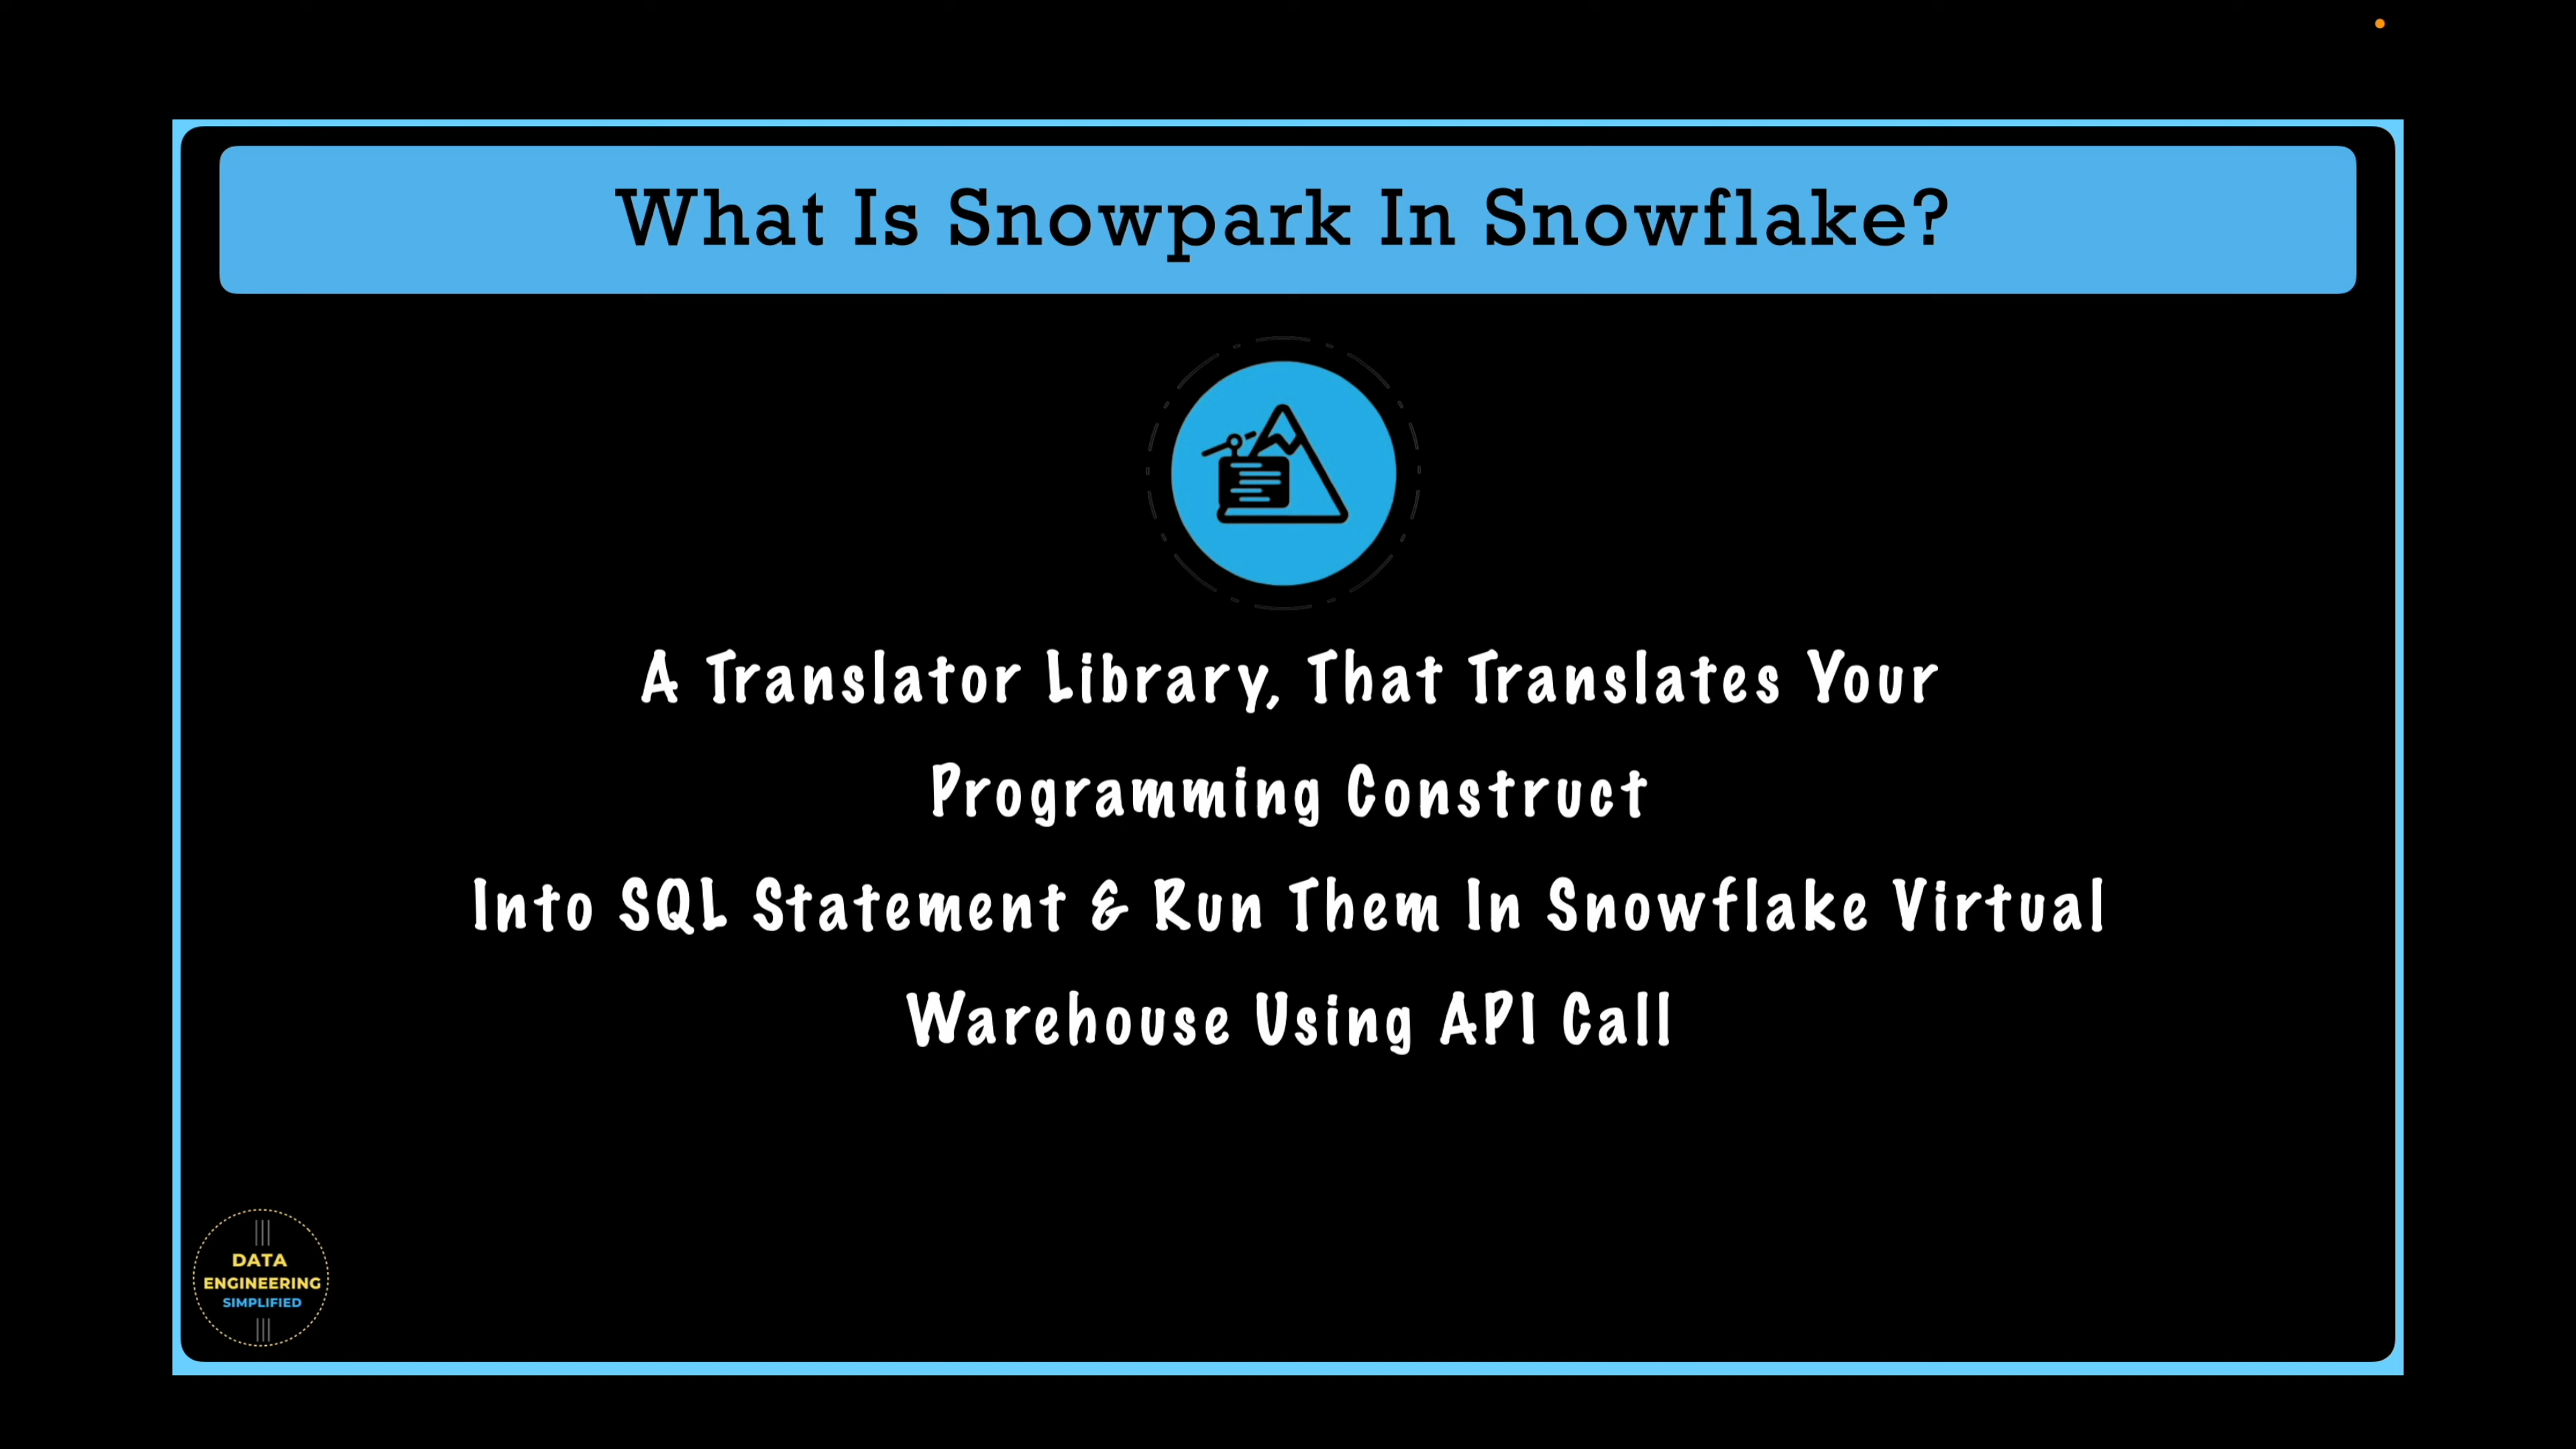 What Is Snowpark In Snowflake?
A Translator Library, That Translates Your
Programming Construct
Into SQL Statement & Run Them In Snowflake Virtual
Warehouse Using API Call
DATA
ENGINEERING
SIMPLIFIED